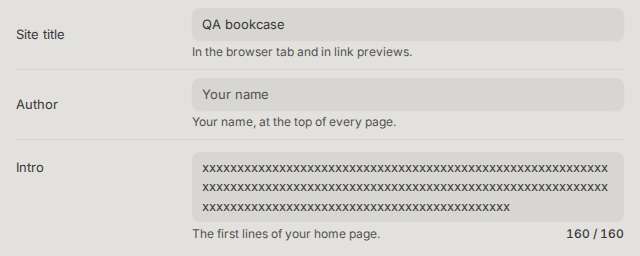 Site title
QA bookcase
In the browser tab and in link previews.
Author
Your name
Your name, at the top of every page.
Intro
xxxxxxxxxxxxxxxxxxxxxxxxxxxxxxxxxxxxxxxxxxxxxxxxxxxxxxxxxx
xxxxxxxxxxxxxxxxxxxxxxxxxxxxxxxxxxxxxxxxxxxxxxxxxxxxxxxxxx
xxxxxxxxxxxxxxxxxxxxxxxxxxxxxxxxxxxxxxxxxxxx
The first lines of your home page.
160 / 160